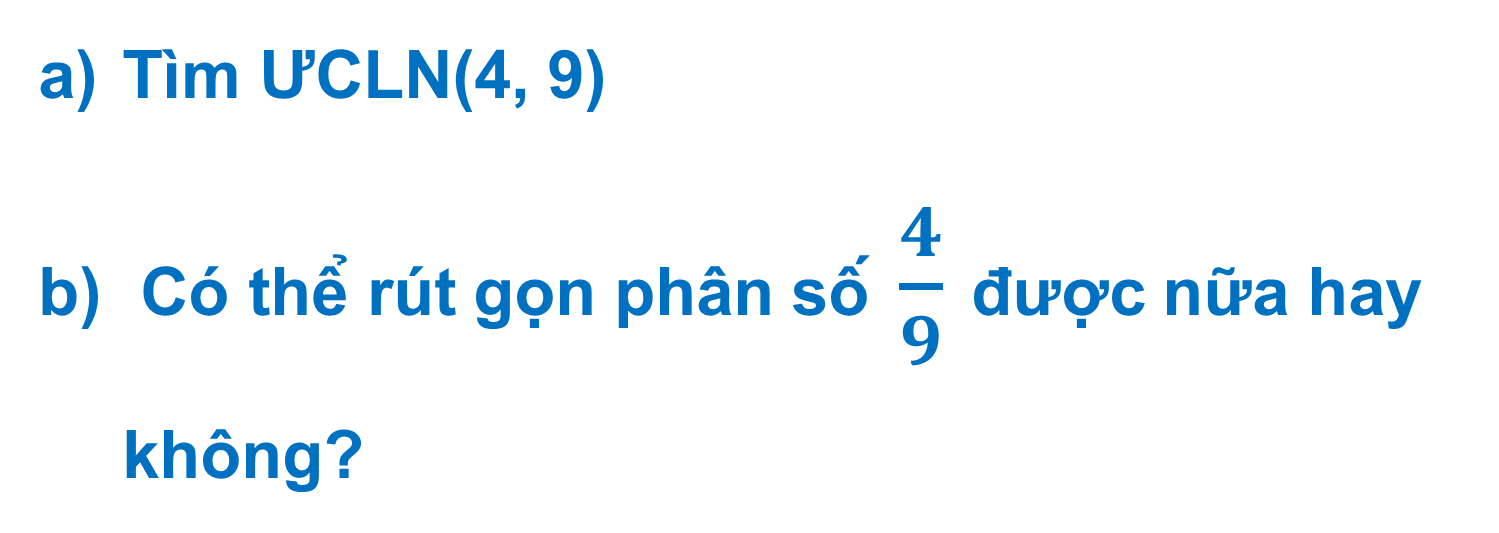 a) Tìm ƯCLN(4, 9)
b) Có thể rút gọn phân số 4/9 được nữa hay
không?